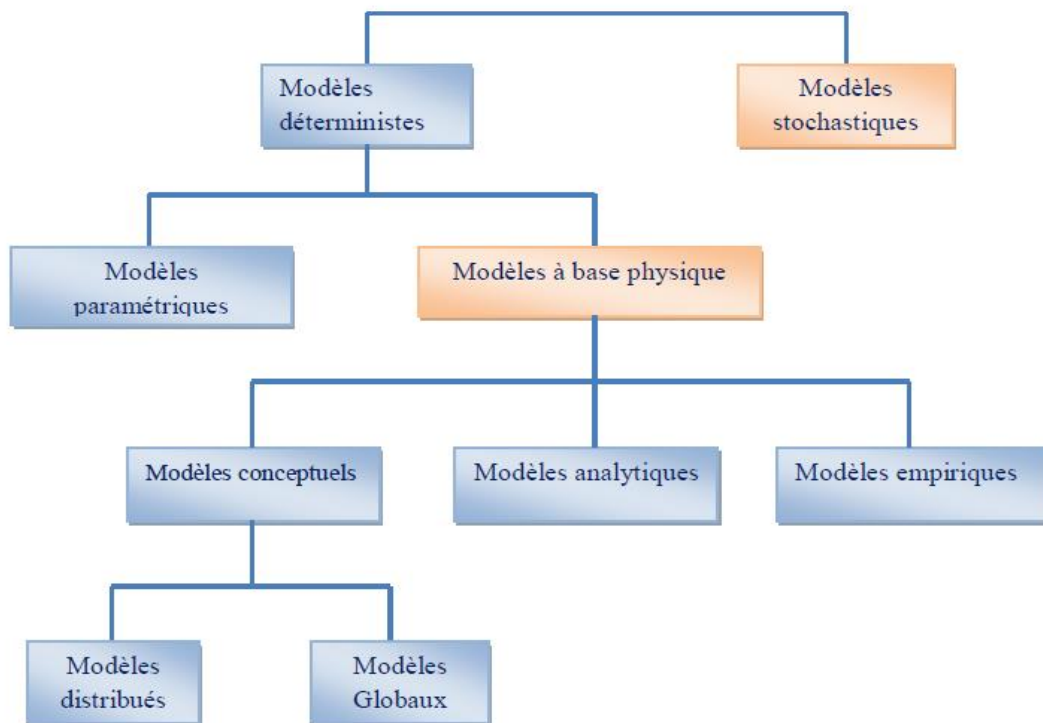 Modèles
déterministes
Modèles
stochastiques
Modèles
paramétriques
Modèles à base physique
Modèles conceptuels
Modèles analytiques
Modèles empiriques
Modèles
distribués
Modèles
Globaux